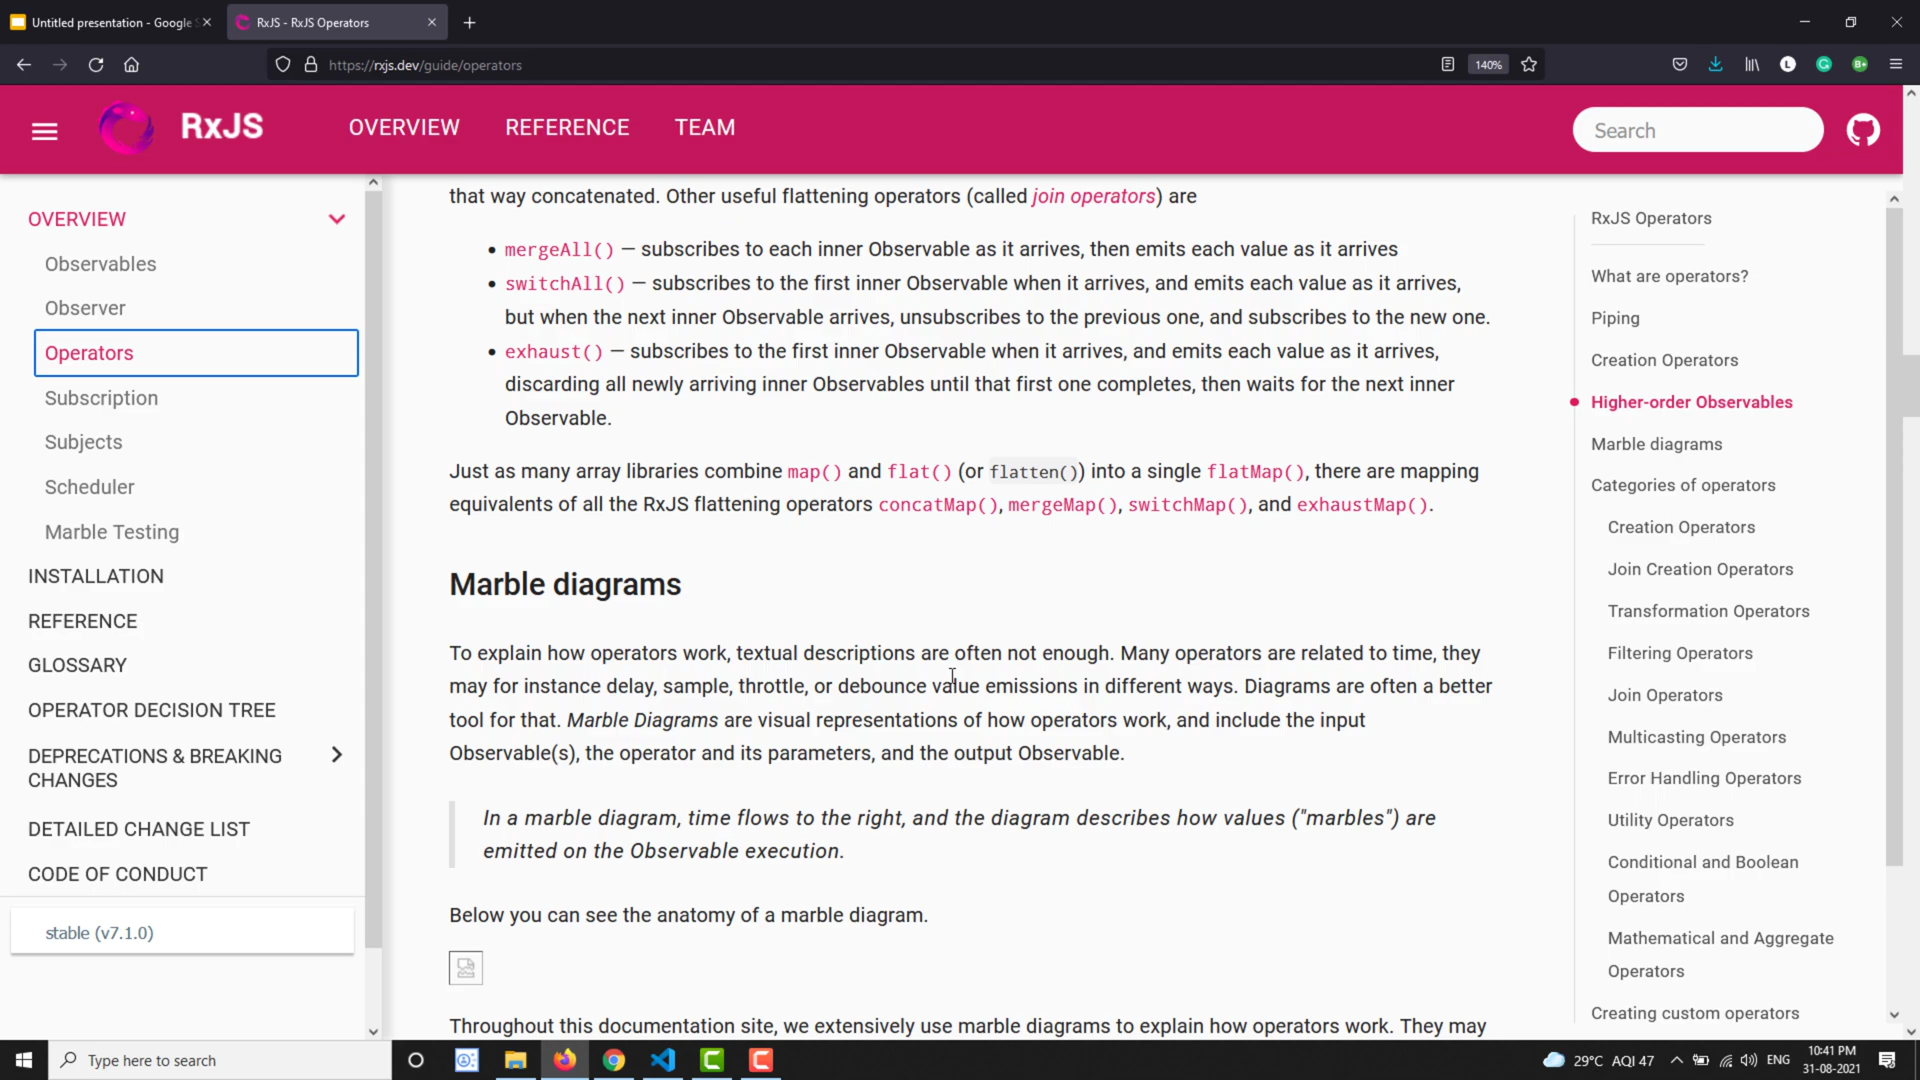 Untitled presentation - Google
RxJS - RxJS Operators
https://rxjs.dev/guide/operators
140%
RxJS
OVERVIEW
REFERENCE
TEAM
Search
OVERVIEW
Observables
Observer
Operators
Subscription
Subjects
Scheduler
Marble Testing
INSTALLATION
REFERENCE
GLOSSARY
OPERATOR DECISION TREE
DEPRECATIONS & BREAKING
CHANGES
DETAILED CHANGE LIST
CODE OF CONDUCT
stable (v7.1.0)
that way concatenated. Other useful flattening operators (called join operators) are
• mergeAll() — subscribes to each inner Observable as it arrives, then emits each value as it arrives
• switchAll() — subscribes to the first inner Observable when it arrives, and emits each value as it arrives,
but when the next inner Observable arrives, unsubscribes to the previous one, and subscribes to the new one.
• exhaust() — subscribes to the first inner Observable when it arrives, and emits each value as it arrives,
discarding all newly arriving inner Observables until that first one completes, then waits for the next inner
Observable.
Just as many array libraries combine map() and flat() (or flatten()) into a single flatMap(), there are mapping
equivalents of all the RxJS flattening operators concatMap(), mergeMap(), switchMap(), and exhaustMap().
Marble diagrams
To explain how operators work, textual descriptions are often not enough. Many operators are related to time, they
may for instance delay, sample, throttle, or debounce value emissions in different ways. Diagrams are often a better
tool for that. Marble Diagrams are visual representations of how operators work, and include the input
Observable(s), the operator and its parameters, and the output Observable.
In a marble diagram, time flows to the right, and the diagram describes how values ("marbles") are
emitted on the Observable execution.
Below you can see the anatomy of a marble diagram.
Throughout this documentation site, we extensively use marble diagrams to explain how operators work. They may
RxJS Operators
What are operators?
Piping
Creation Operators
Higher-order Observables
Marble diagrams
Categories of operators
Creation Operators
Join Creation Operators
Transformation Operators
Filtering Operators
Join Operators
Multicasting Operators
Error Handling Operators
Utility Operators
Conditional and Boolean
Operators
Mathematical and Aggregate
Operators
Creating custom operators
Type here to search
29°C AQI 47
ENG
10:41 PM
31-08-2021